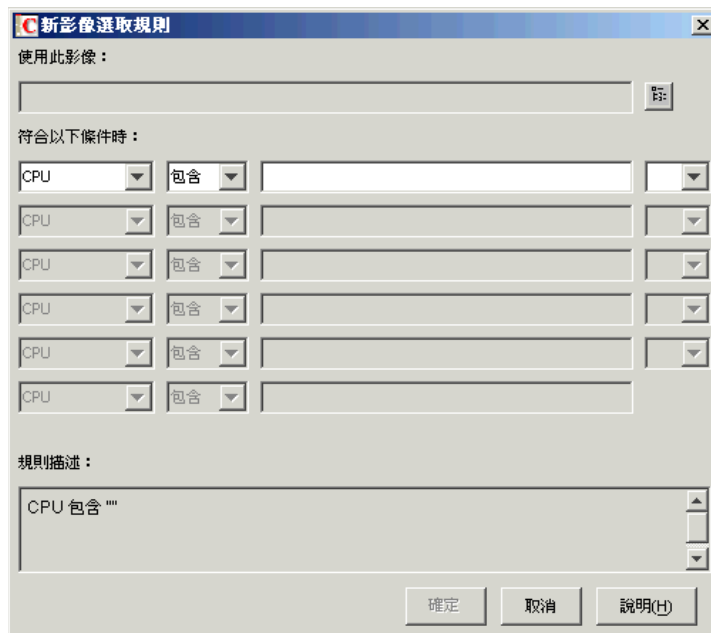 C 新影像選取規則
使用此影像：
符合以下條件時：
CPU 包含
CPU 包含
CPU 包含
CPU 包含
CPU 包含
CPU 包含
規則描述：
CPU 包含 ""
確定 取消 說明(H)